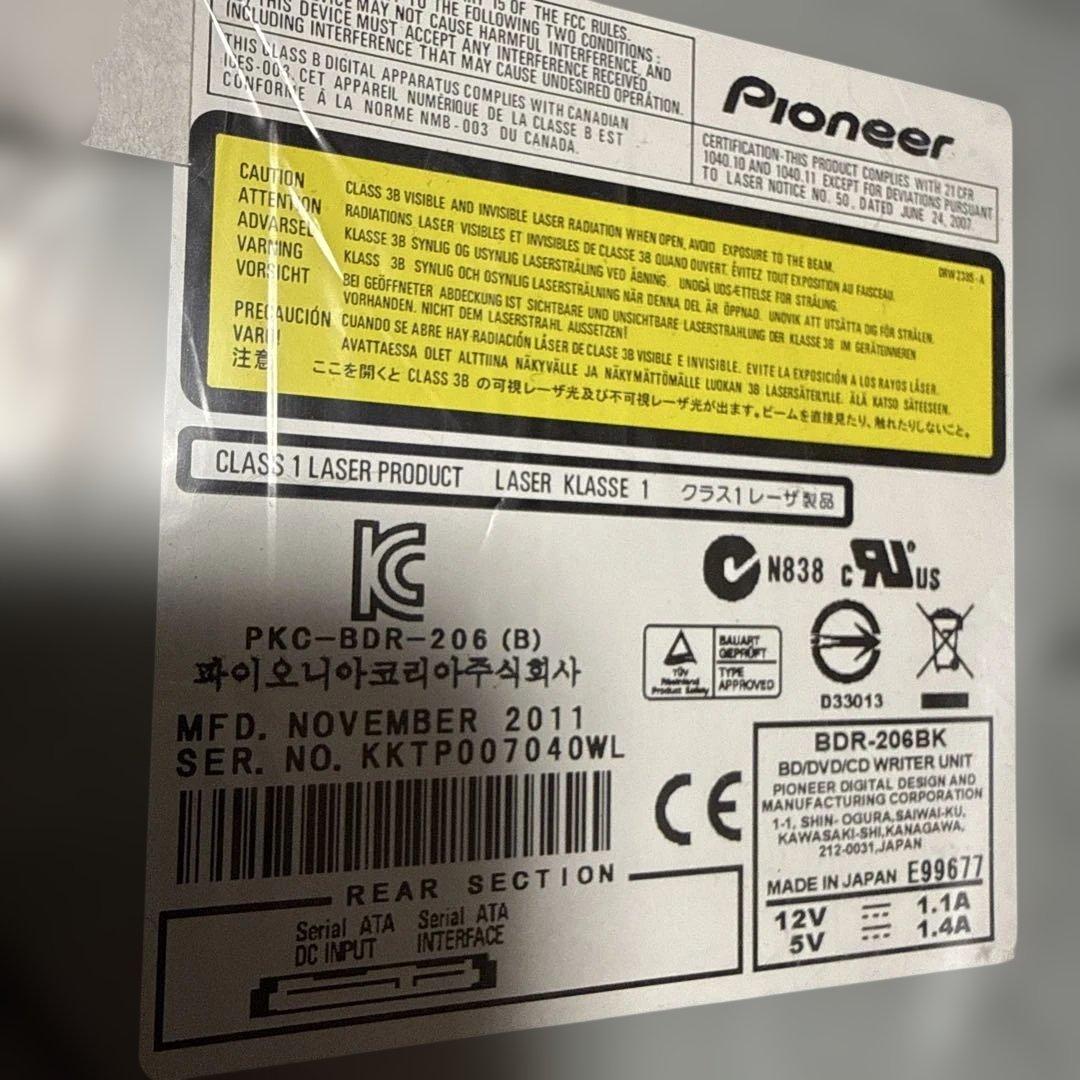 15 OF THE FCC RULES.
TO THE FOLLOWING TWO CONDITIONS :
MAY NOT CAUSE HARMFUL INTERFERENCE, AND
THIS DEVICE MUST ACCEPT ANY INTERFERENCE RECEIVED,
INCLUDING INTERFERENCE THAT MAY CAUSE UNDESIRED OPERATION.
THIS CLASS B DIGITAL APPARATUS COMPLIES WITH CANADIAN
ICES-003. CET APPAREIL NUMÉRIQUE DE LA CLASSE B EST
CONFORME À LA NORME NMB-003 DU CANADA.
Pioneer
CERTIFICATION-THIS PRODUCT COMPLIES WITH 21 CFR
1040.10 AND 1040.11 EXCEPT FOR DEVIATIONS PURSUANT
TO LASER NOTICE NO. 50, DATED JUNE 24, 2007.
DRW2385-A
CAUTION CLASS 3B VISIBLE AND INVISIBLE LASER RADIATION WHEN OPEN, AVOID EXPOSURE TO THE BEAM.
ATTENTION RADIATIONS LASER VISIBLES ET INVISIBLES DE CLASSE 3B QUAND OUVERT. ÉVITEZ TOUT EXPOSITION AU FAISCEAU.
ADVARSEL KLASSE 3B SYNLIG OG USYNLIG LASERSTRÅLING VED ÅBNING. UNDGÅ UDSÆTTELSE FOR STRÅLING.
VARNING KLASS 3B SYNLIG OCH OSYNLIG LASERSTRÅLNING NÄR DENNA DEL ÄR ÖPPNAD. UNDVIK ATT UTSÄTTA DIG FÖR STRÅLEN.
VORSICHT BEI GEÖFFNETER ABDECKUNG IST SICHTBARE UND UNSICHTBARE LASERSTRAHLUNG DER KLASSE 3B IM GERÄTEINNEREN
VORHANDEN. NICHT DEM LASERSTRAHL AUSSETZEN!
PRECAUCIÓN CUANDO SE ABRE HAY RADIACIÓN LÁSER DE CLASE 3B VISIBLE E INVISIBLE. EVITE LA EXPOSICIÓN A LOS RAYOS LÁSER.
VARO! AVATTAESSA OLET ALTTIINA NÄKYVÄLLE JA NÄKYMÄTTÖMÄLLE LUOKAN 3B LASERSÄTEILYLLE. ÄLÄ KATSO SÄTEESEEN.
注意 ここを開くと CLASS 3B の可視レーザ光及び不可視レーザ光が出ます。ビームを直接見たり、触れたりしないこと。
CLASS 1 LASER PRODUCT LASER KLASSE 1 クラス1レーザ製品
KC
N838 c RU US
PKC-BDR-206 (B)
파이오니아코리아주식회사
TÜV
Rheinland
Product Safety
BAUART
GEPRÜFT
TYPE
APPROVED
D33013
MFD. NOVEMBER 2011
SER. NO. KKTP007040WL
CE
BDR-206BK
BD/DVD/CD WRITER UNIT
PIONEER DIGITAL DESIGN AND
MANUFACTURING CORPORATION
1-1, SHIN-OGURA,SAIWAI-KU,
KAWASAKI-SHI,KANAGAWA,
212-0031,JAPAN
MADE IN JAPAN E99677
12V 1.1A
5V 1.4A
REAR SECTION
Serial ATA Serial ATA
DC INPUT INTERFACE